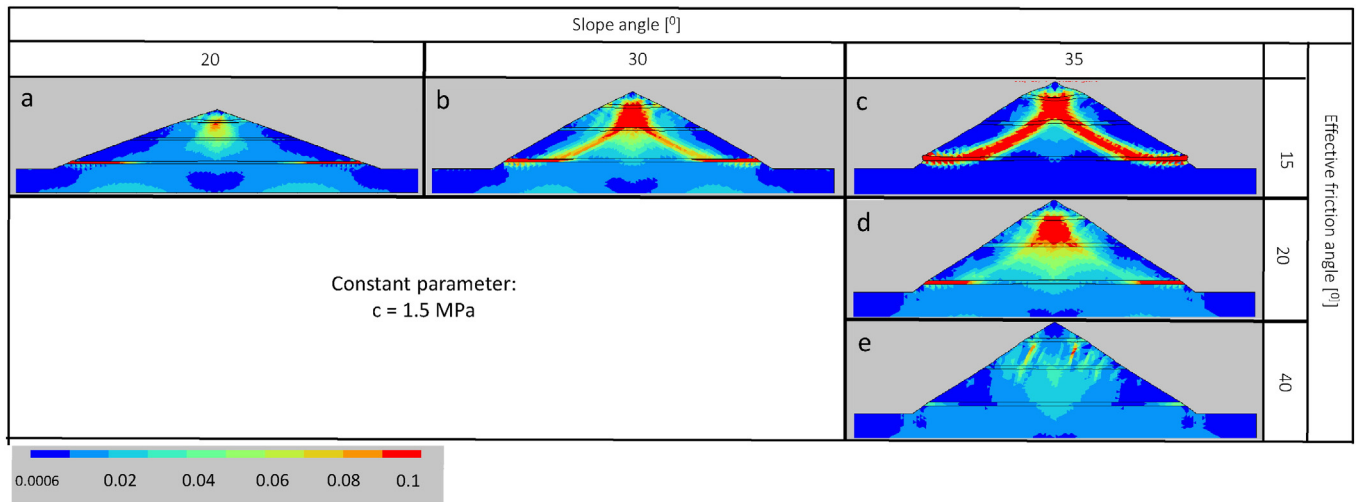 Slope angle [⁰]
20
30
35
a
b
c
15
Effective friction angle [⁰]
d
20
Constant parameter:
c = 1.5 MPa
e
40
0.0006
0.02
0.04
0.06
0.08
0.1